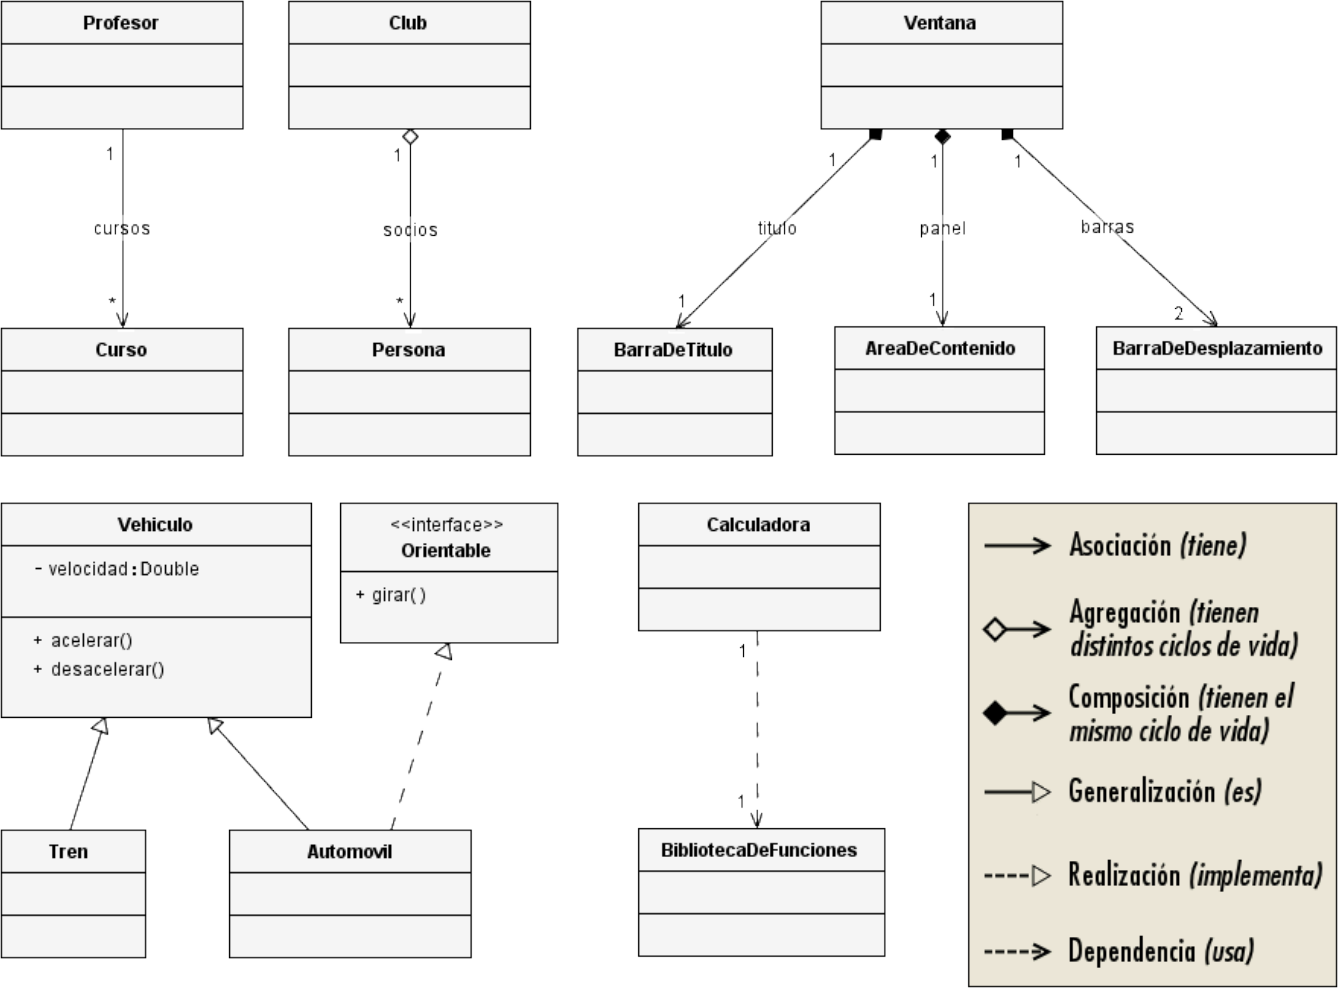 Profesor
Club
Ventana
1
1
1
1
1
cursos
socios
titulo
panel
barras
*
*
1
1
2
Curso
Persona
BarraDeTitulo
AreaDeContenido
BarraDeDesplazamiento
Vehiculo
- velocidad:Double
+ acelerar()
+ desacelerar()
<<interface>>
Orientable
+ girar()
Calculadora
1
1
Tren
Automovil
BibliotecaDeFunciones
Asociación (tiene)
Agregación (tienen
distintos ciclos de vida)
Composición (tienen el
mismo ciclo de vida)
Generalización (es)
Realización (implementa)
Dependencia (usa)